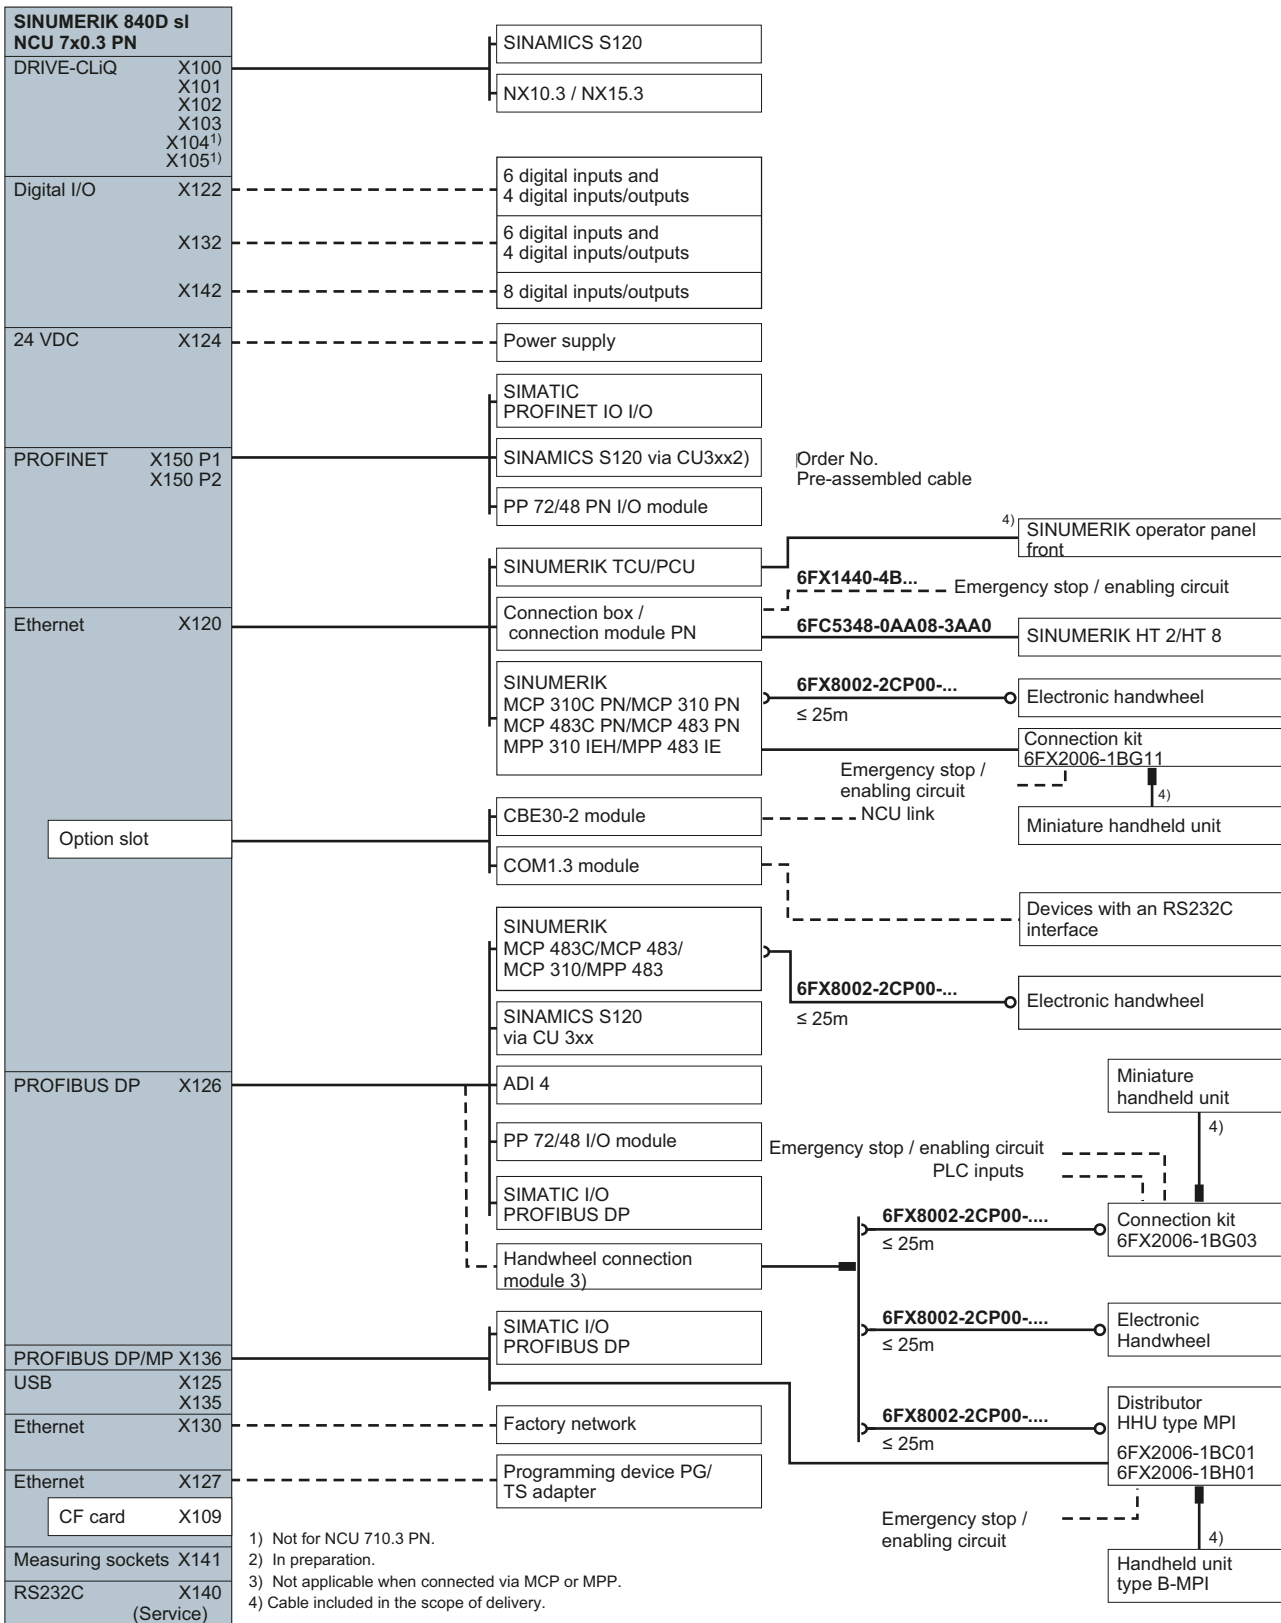 SINUMERIK 840D sl
NCU 7x0.3 PN
DRIVE-CLiQ X100
X101
X102
X103
X104 1)
X105 1)
SINAMICS S120
NX10.3 / NX15.3
Digital I/O X122
6 digital inputs and
4 digital inputs/outputs
X132
6 digital inputs and
4 digital inputs/outputs
X142
8 digital inputs/outputs
24 VDC X124
Power supply
SIMATIC
PROFINET IO I/O
PROFINET X150 P1
X150 P2
SINAMICS S120 via CU3xx2)
PP 72/48 PN I/O module
Order No.
Pre-assembled cable
4)
SINUMERIK operator panel
front
SINUMERIK TCU/PCU
6FX1440-4B...
Emergency stop / enabling circuit
Ethernet X120
Connection box /
connection module PN
6FC5348-0AA08-3AA0
SINUMERIK HT 2/HT 8
SINUMERIK
MCP 310C PN/MCP 310 PN
MCP 483C PN/MCP 483 PN
MPP 310 IEH/MPP 483 IE
6FX8002-2CP00-...
≤ 25m
Electronic handwheel
Connection kit
6FX2006-1BG11
Emergency stop /
enabling circuit
4)
Miniature handheld unit
Option slot
CBE30-2 module
NCU link
COM1.3 module
Devices with an RS232C
interface
SINUMERIK
MCP 483C/MCP 483/
MCP 310/MPP 483
6FX8002-2CP00-...
≤ 25m
Electronic handwheel
SINAMICS S120
via CU 3xx
PROFIBUS DP X126
ADI 4
PP 72/48 I/O module
SIMATIC I/O
PROFIBUS DP
Handwheel connection
module 3)
Miniature
handheld unit
4)
Emergency stop / enabling circuit
PLC inputs
6FX8002-2CP00-....
≤ 25m
Connection kit
6FX2006-1BG03
6FX8002-2CP00-....
≤ 25m
Electronic
Handwheel
PROFIBUS DP/MP X136
SIMATIC I/O
PROFIBUS DP
USB X125
X135
6FX8002-2CP00-....
≤ 25m
Distributor
HHU type MPI
6FX2006-1BC01
6FX2006-1BH01
Ethernet X130
Factory network
Ethernet X127
Programming device PG/
TS adapter
CF card X109
Emergency stop /
enabling circuit
4)
Handheld unit
type B-MPI
Measuring sockets X141
RS232C X140
(Service)
1) Not for NCU 710.3 PN.
2) In preparation.
3) Not applicable when connected via MCP or MPP.
4) Cable included in the scope of delivery.